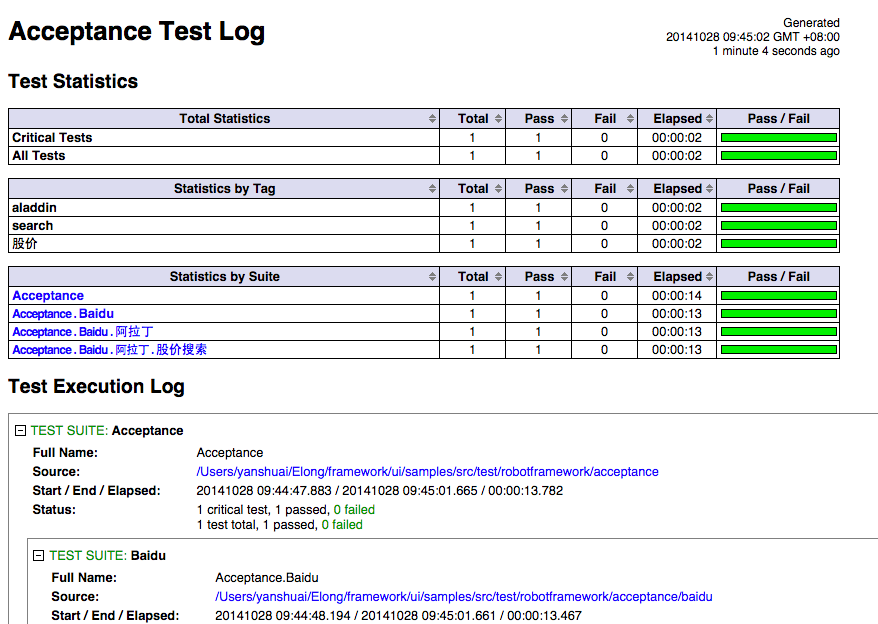 Acceptance Test Log
Generated
20141028 09:45:02 GMT +08:00
1 minute 4 seconds ago
Test Statistics
Total Statistics Total Pass Fail Elapsed Pass / Fail
Critical Tests 1 1 0 00:00:02
All Tests 1 1 0 00:00:02
Statistics by Tag Total Pass Fail Elapsed Pass / Fail
aladdin 1 1 0 00:00:02
search 1 1 0 00:00:02
股价 1 1 0 00:00:02
Statistics by Suite Total Pass Fail Elapsed Pass / Fail
Acceptance 1 1 0 00:00:14
Acceptance . Baidu 1 1 0 00:00:13
Acceptance . Baidu . 阿拉丁 1 1 0 00:00:13
Acceptance . Baidu . 阿拉丁 . 股价搜索 1 1 0 00:00:13
Test Execution Log
TEST SUITE: Acceptance
Full Name: Acceptance
Source: /Users/yanshuai/Elong/framework/ui/samples/src/test/robotframework/acceptance
Start / End / Elapsed: 20141028 09:44:47.883 / 20141028 09:45:01.665 / 00:00:13.782
Status: 1 critical test, 1 passed, 0 failed
1 test total, 1 passed, 0 failed
TEST SUITE: Baidu
Full Name: Acceptance.Baidu
Source: /Users/yanshuai/Elong/framework/ui/samples/src/test/robotframework/acceptance/baidu
Start / End / Elapsed: 20141028 09:44:48.194 / 20141028 09:45:01.661 / 00:00:13.467